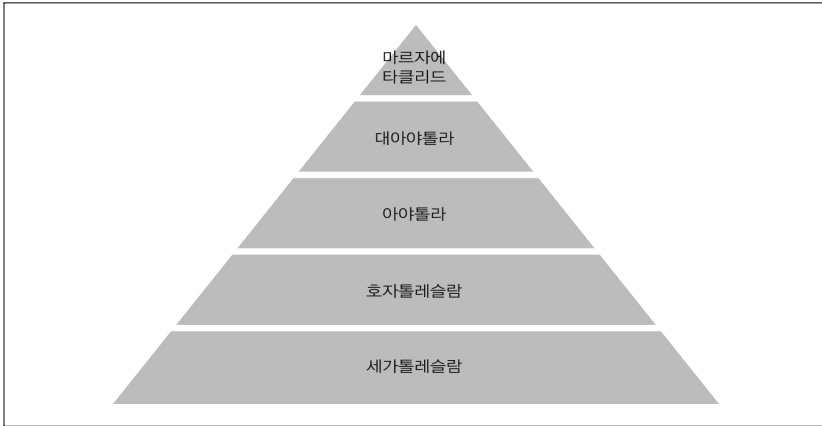 마르자에
타클리드
대아야톨라
아야톨라
호자톨레슬람
세가톨레슬람